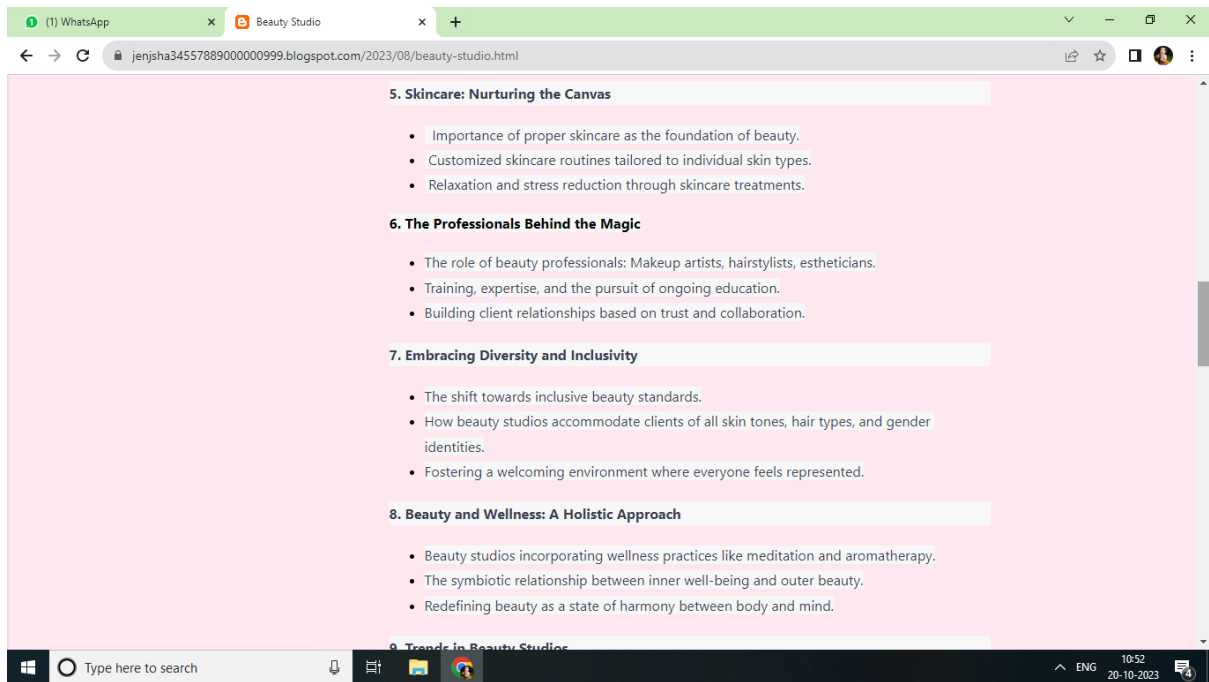 (1) WhatsApp
Beauty Studio
jenjsha34557889000000999.blogspot.com/2023/08/beauty-studio.html
5. Skincare: Nurturing the Canvas
• Importance of proper skincare as the foundation of beauty.
• Customized skincare routines tailored to individual skin types.
• Relaxation and stress reduction through skincare treatments.
6. The Professionals Behind the Magic
• The role of beauty professionals: Makeup artists, hairstylists, estheticians.
• Training, expertise, and the pursuit of ongoing education.
• Building client relationships based on trust and collaboration.
7. Embracing Diversity and Inclusivity
• The shift towards inclusive beauty standards.
• How beauty studios accommodate clients of all skin tones, hair types, and gender
identities.
• Fostering a welcoming environment where everyone feels represented.
8. Beauty and Wellness: A Holistic Approach
• Beauty studios incorporating wellness practices like meditation and aromatherapy.
• The symbiotic relationship between inner well-being and outer beauty.
• Redefining beauty as a state of harmony between body and mind.
9. Trends in Beauty Studios
Type here to search
ENG
10:52
20-10-2023
4